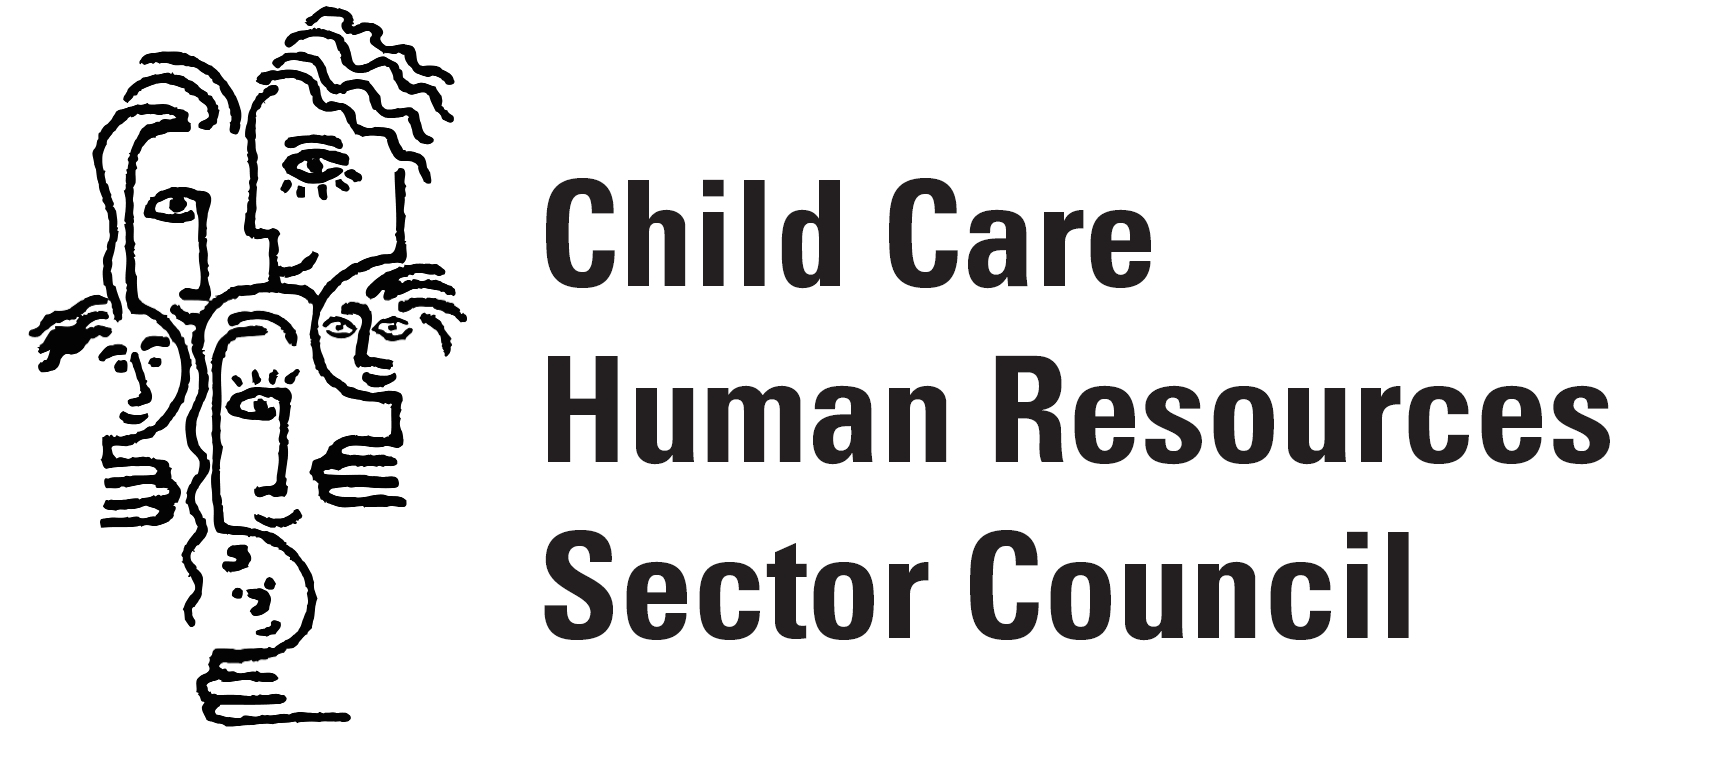 Child Care
Human Resources
Sector Council